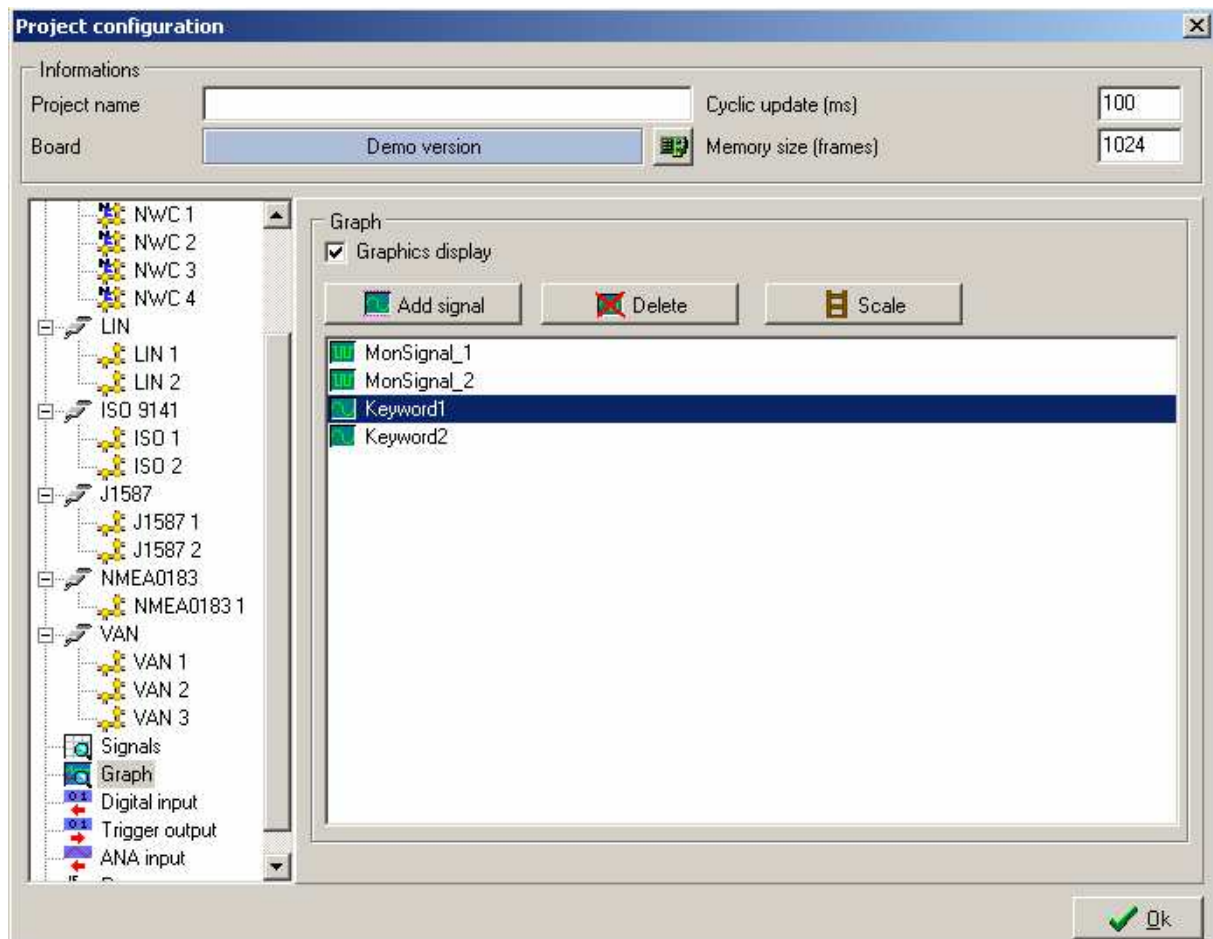 Project configuration
Informations
Project name
Cyclic update (ms)
100
Board
Demo version
Memory size (frames)
1024
NWC 1
NWC 2
NWC 3
NWC 4
LIN
LIN 1
LIN 2
ISO 9141
ISO 1
ISO 2
J1587
J1587 1
J1587 2
NMEA0183
NMEA0183 1
VAN
VAN 1
VAN 2
VAN 3
Signals
Graph
Digital input
Trigger output
ANA input
Graph
Graphics display
Add signal
Delete
Scale
MonSignal_1
MonSignal_2
Keyword1
Keyword2
Ok